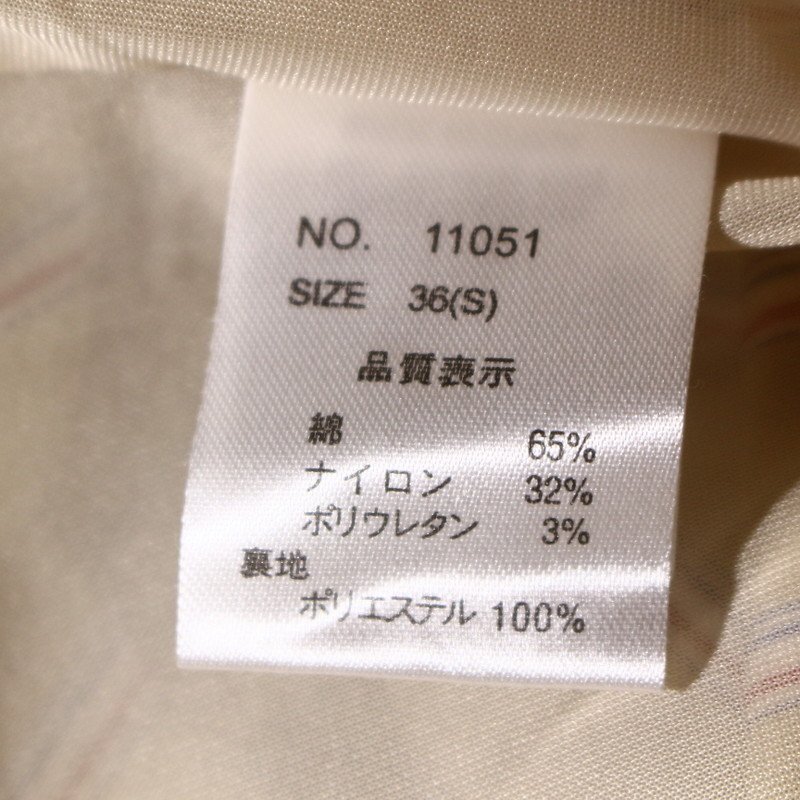 NO. 11051
SIZE 36(S)
品質表示
綿 65%
ナイロン 32%
ポリウレタン 3%
裏地
ポリエステル 100%